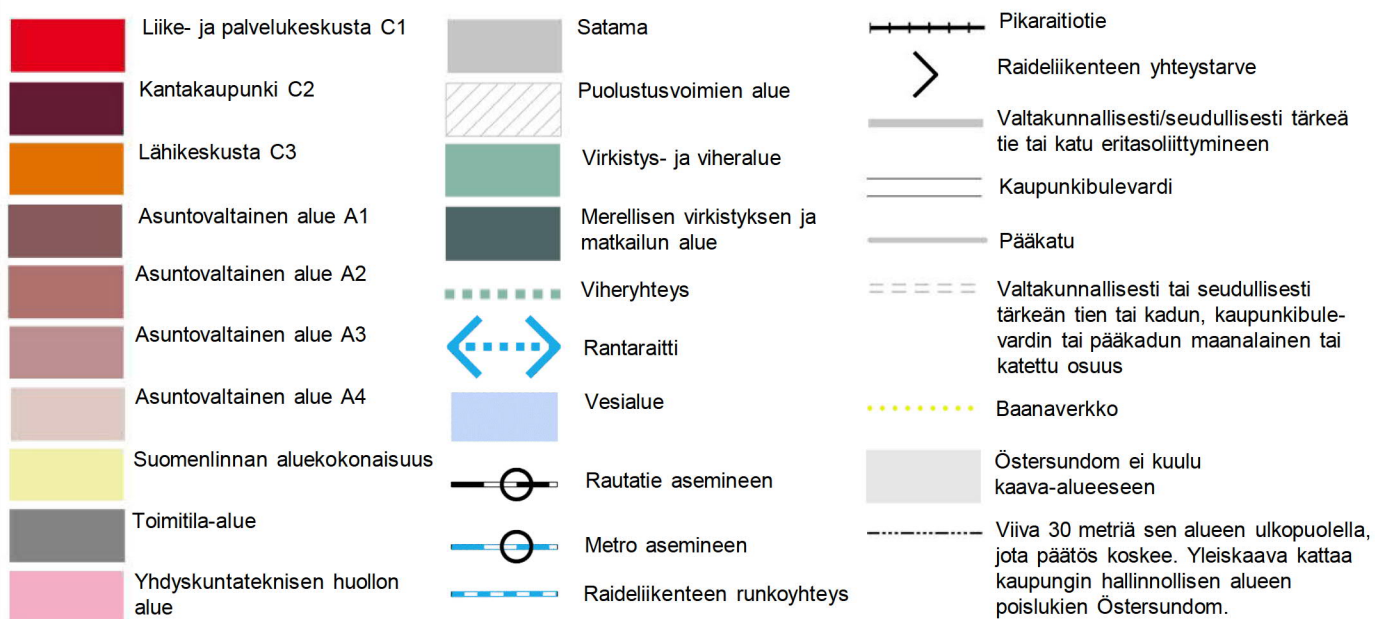 Liike- ja palvelukeskusta C1
Kantakaupunki C2
Lähikeskusta C3
Asuntovaltainen alue A1
Asuntovaltainen alue A2
Asuntovaltainen alue A3
Asuntovaltainen alue A4
Suomenlinnan aluekokonaisuus
Toimitila-alue
Yhdyskuntateknisen huollon
alue
Satama
Puolustusvoimien alue
Virkistys- ja viheralue
Merellisen virkistyksen ja
matkailun alue
Viheryhteys
Rantaraitti
Vesialue
Rautatie asemineen
Metro asemineen
Raideliikenteen runkoyhteys
Pikaraitiotie
Raideliikenteen yhteystarve
Valtakunnallisesti/seudullisesti tärkeä
tie tai katu eritasoliittymineen
Kaupunkibulevardi
Pääkatu
Valtakunnallisesti tai seudullisesti
tärkeän tien tai kadun, kaupunkibule-
vardin tai pääkadun maanalainen tai
katettu osuus
Baanaverkko
Östersundom ei kuulu
kaava-alueeseen
Viiva 30 metriä sen alueen ulkopuolella,
jota päätös koskee. Yleiskaava kattaa
kaupungin hallinnollisen alueen
poislukien Östersundom.